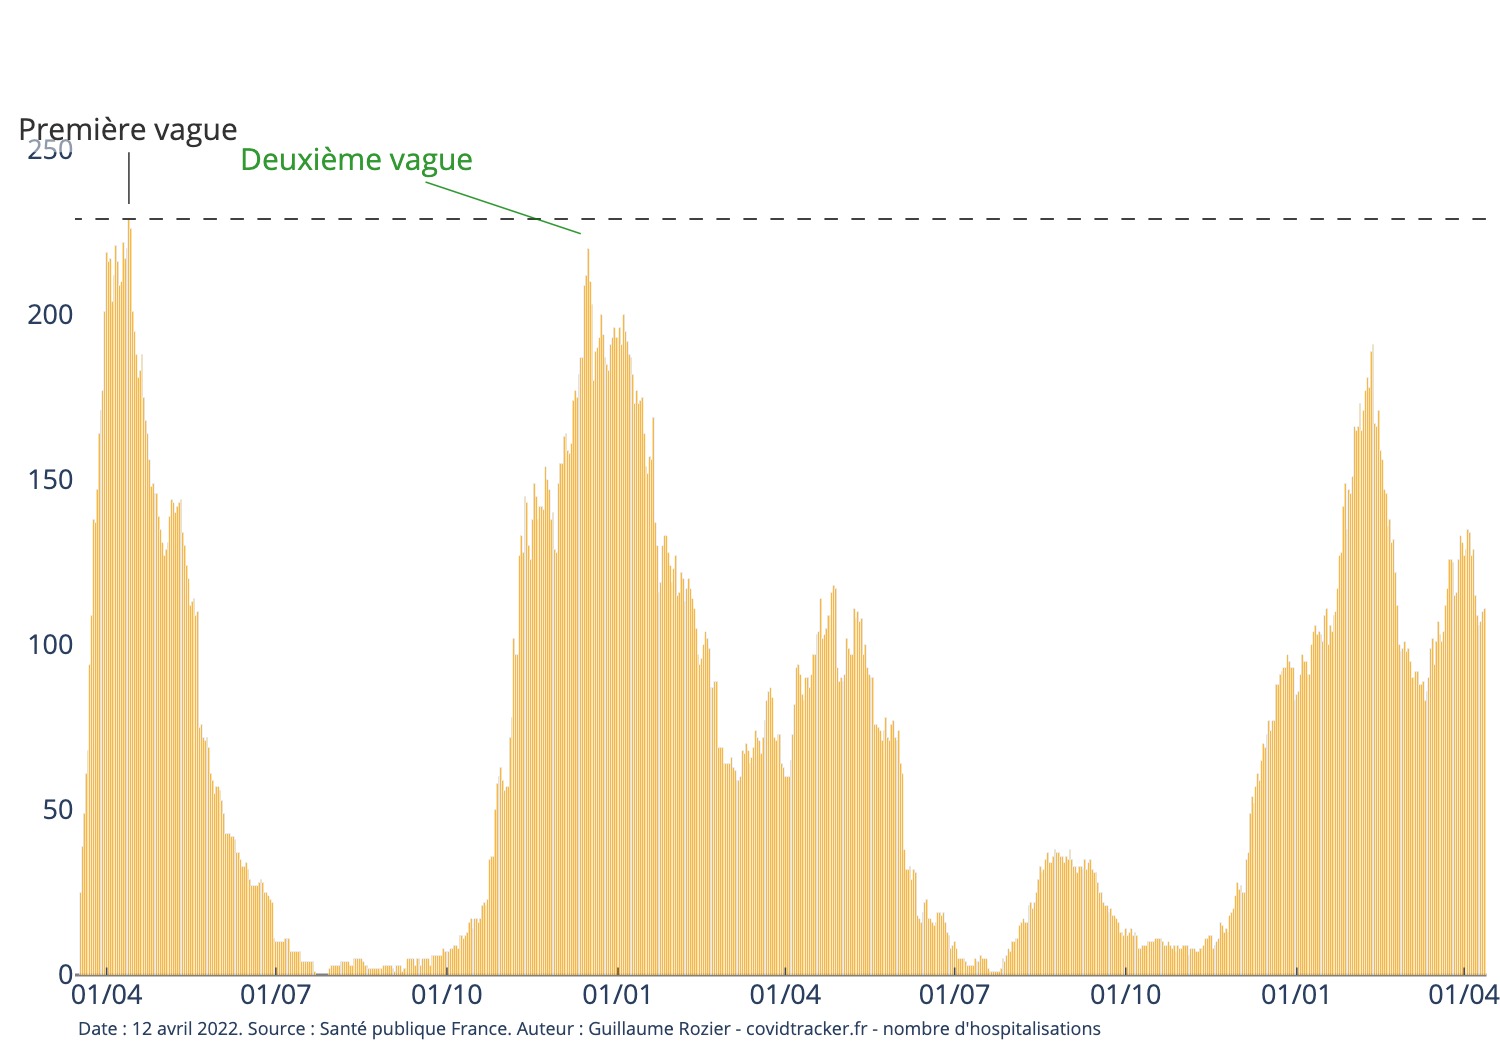 Première vague
250
Deuxième vague
200
150
100
50
0
01/04 01/07 01/10 01/01 01/04 01/07 01/10 01/01 01/04
Date : 12 avril 2022. Source : Santé publique France. Auteur : Guillaume Rozier - covidtracker.fr - nombre d'hospitalisations